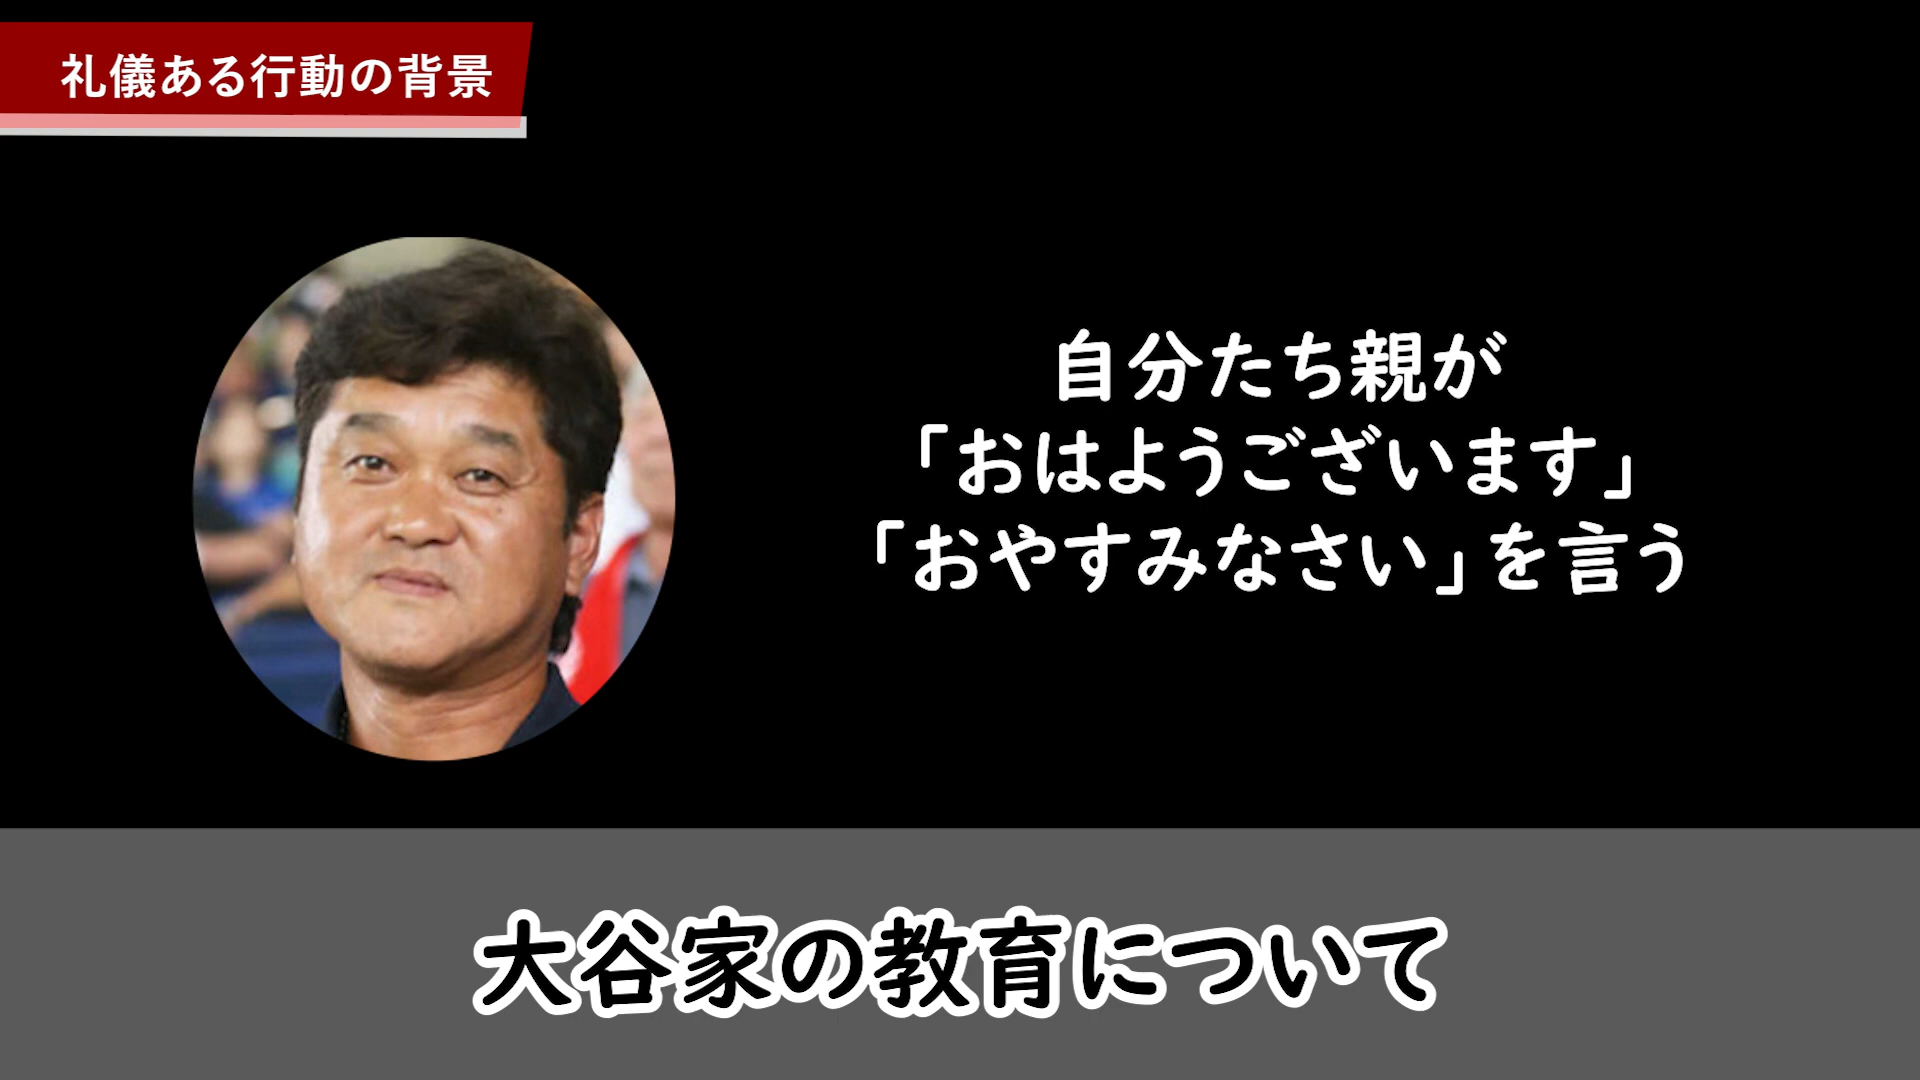 礼儀ある行動の背景
自分たち親が
「おはようございます」
「おやすみなさい」を言う
大谷家の教育について